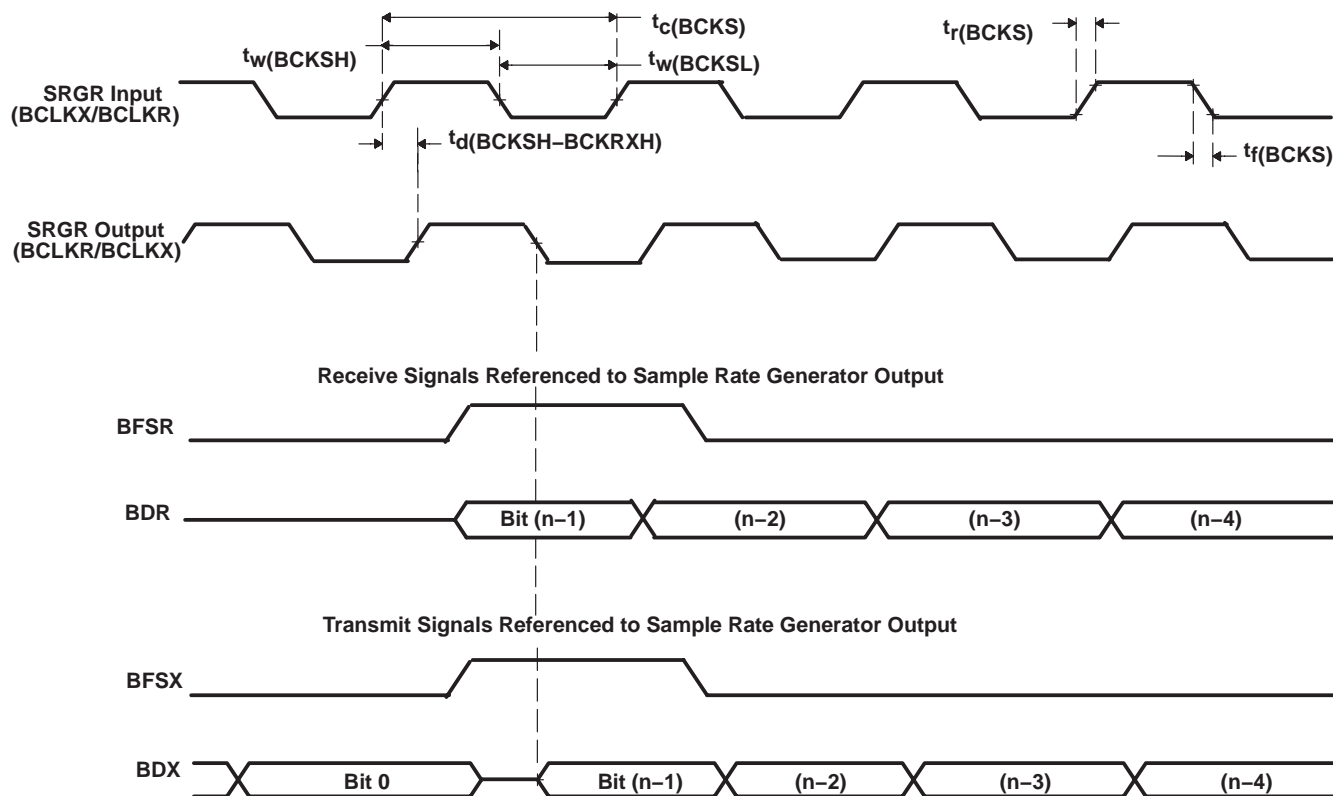 tc(BCKS)
tr(BCKS)
tw(BCKSH)
tw(BCKSL)
SRGR Input
(BCLKX/BCLKR)
td(BCKSH–BCKRXH)
tf(BCKS)
SRGR Output
(BCLKR/BCLKX)
Receive Signals Referenced to Sample Rate Generator Output
BFSR
BDR
Bit (n–1)
(n–2)
(n–3)
(n–4)
Transmit Signals Referenced to Sample Rate Generator Output
BFSX
BDX
Bit 0
Bit (n–1)
(n–2)
(n–3)
(n–4)